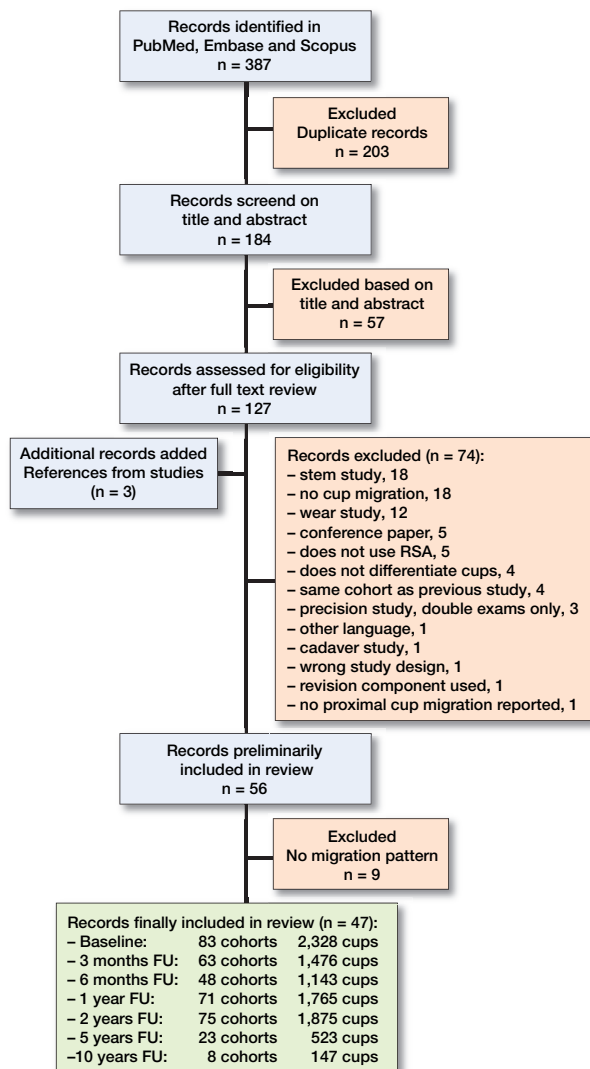 Records identified in
PubMed, Embase and Scopus
n = 387
Excluded
Duplicate records
n = 203
Records screend on
title and abstract
n = 184
Excluded based on
title and abstract
n = 57
Records assessed for eligibility
after full text review
n = 127
Additional records added
References from studies
(n = 3)
Records excluded (n = 74):
– stem study, 18
– no cup migration, 18
– wear study, 12
– conference paper, 5
– does not use RSA, 5
– does not differentiate cups, 4
– same cohort as previous study, 4
– precision study, double exams only, 3
– other language, 1
– cadaver study, 1
– wrong study design, 1
– revision component used, 1
– no proximal cup migration reported, 1
Records preliminarily
included in review
n = 56
Excluded
No migration pattern
n = 9
Records finally included in review (n = 47):
– Baseline: 83 cohorts 2,328 cups
– 3 months FU: 63 cohorts 1,476 cups
– 6 months FU: 48 cohorts 1,143 cups
– 1 year FU: 71 cohorts 1,765 cups
– 2 years FU: 75 cohorts 1,875 cups
– 5 years FU: 23 cohorts 523 cups
–10 years FU: 8 cohorts 147 cups